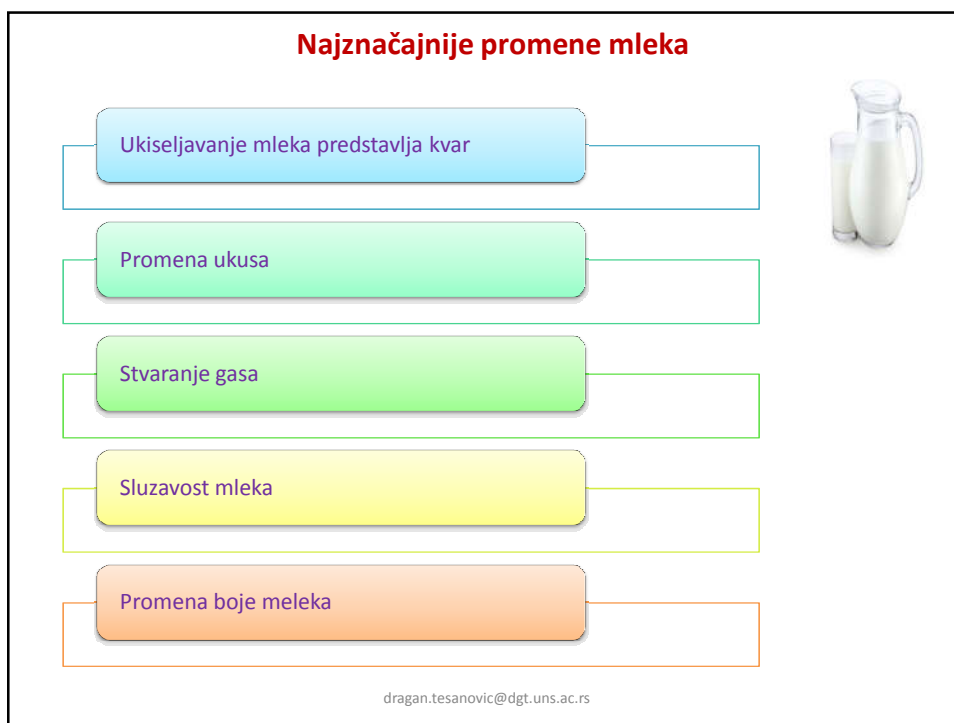 Najznačajnije promene mleka
Ukiseljavanje mleka predstavlja kvar
Promena ukusa
Stvaranje gasa
Sluzavost mleka
Promena boje meleka
dragan.tesanovic@dgt.uns.ac.rs